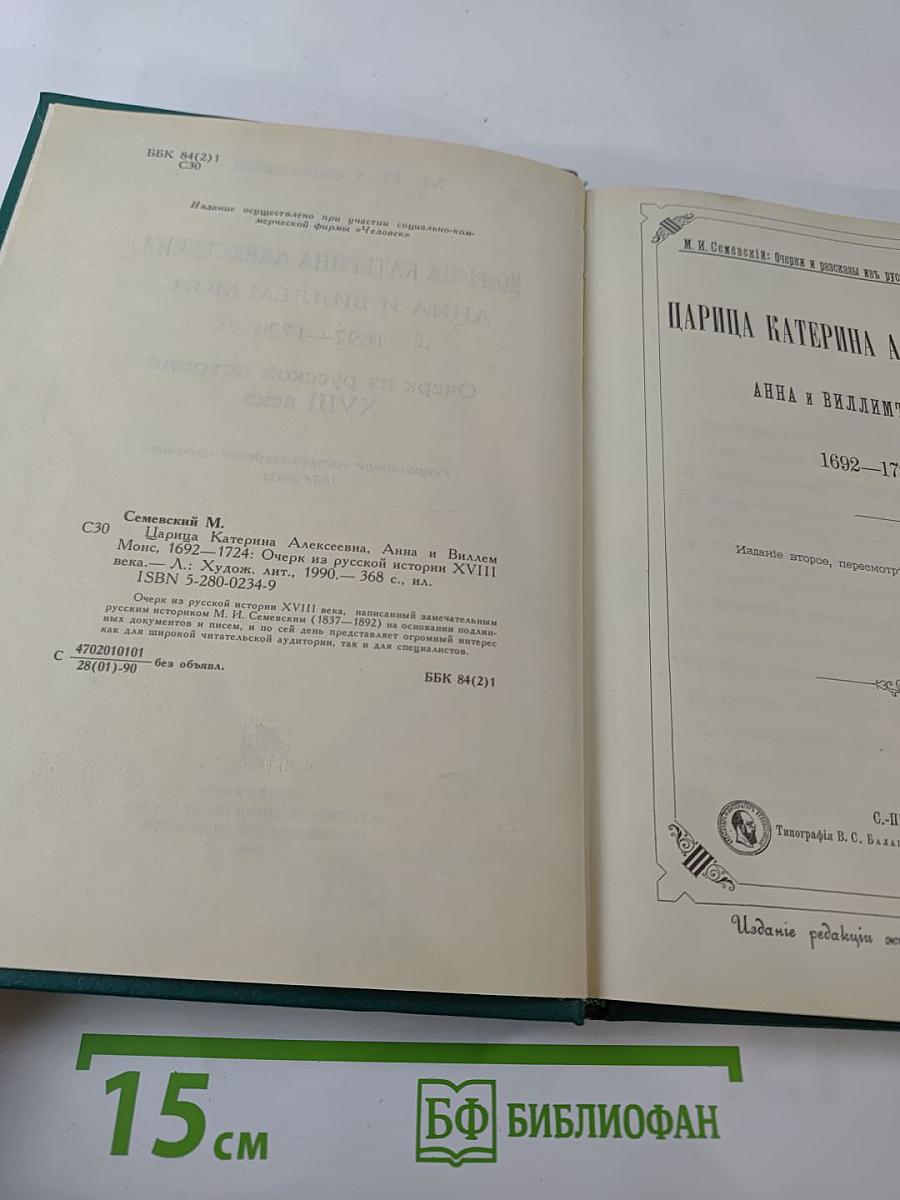 ББК 84(2)1
С30
Издание осуществлено при участии социально-ком-
мерческой фирмы «Человек»
Семевский М.
С30 Царица Катерина Алексеевна, Анна и Виллем
Монс, 1692—1724: Очерк из русской истории XVIII
века.— Л.: Худож. лит., 1990.— 368 с., ил.
ISBN 5-280-0234-9
Очерк из русской истории XVIII века, написанный замечательным
русским историком М. И. Семевским (1837—1892) на основании подлин-
ных документов и писем, и по сей день представляет огромный интерес
как для широкой читательской аудитории, так и для специалистов.
С 4702010101 без объявл.
28(01)-90
ББК 84(2)1
М. И. Семевскій: Очерки и разсказы изъ рус
ЦАРИЦА КАТЕРИНА А
АННА и ВИЛЛИМ
1692—17
Изданіе второе, пересмотр
С.-П
Типографія В. С. Бала
Изданіе редакціи
15 см
БФ БИБЛИОФАН